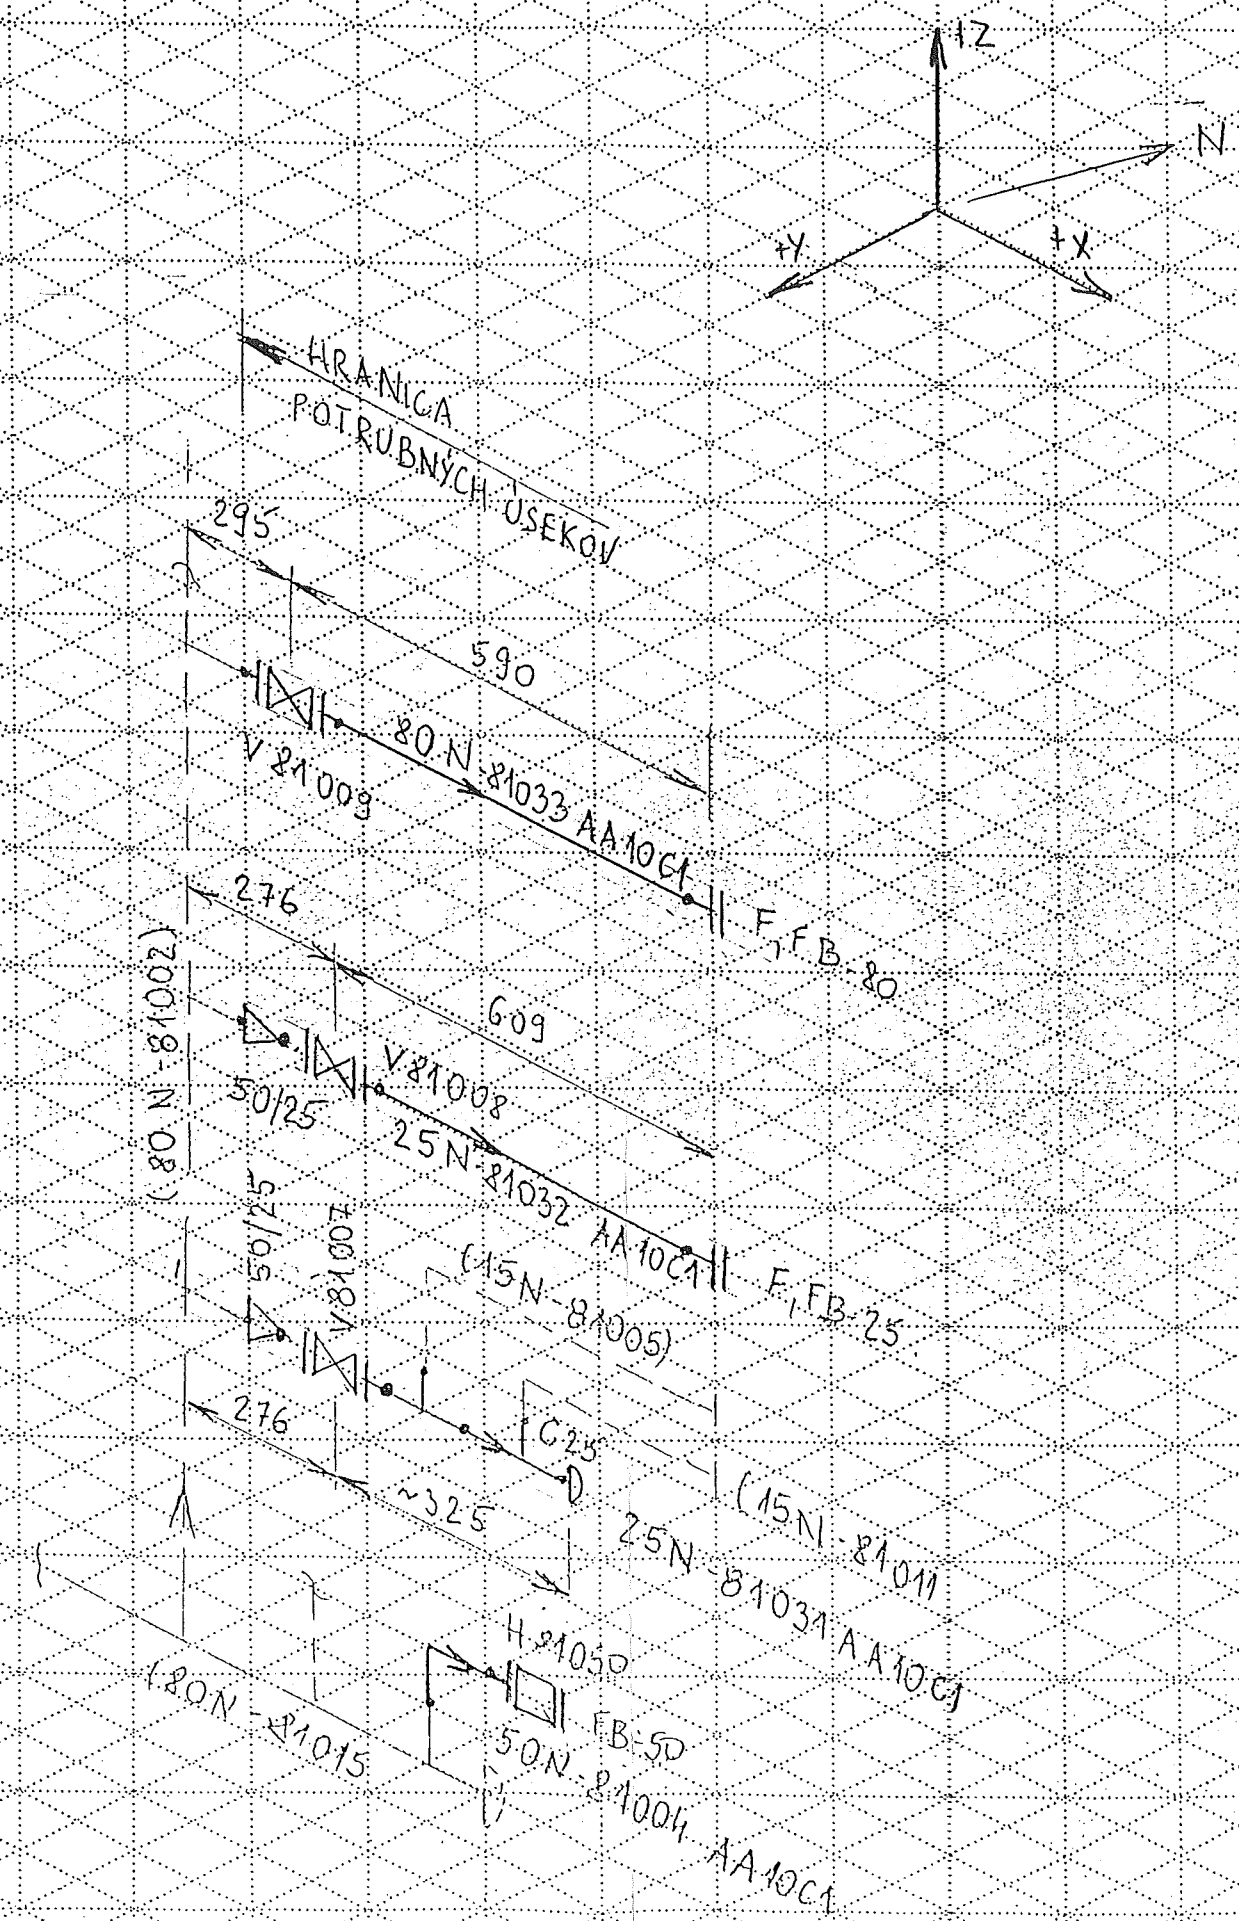 +Z
N
+Y
+X
HRANICA
POTRUBNÝCH ÚSEKOV
295
590
80 N-81033 AA10C1
V 81009
F, FB-80
276
609
(80 N-81002)
50/25
V81008
25 N-81032 AA10C1
F, FB-25
50/25
V81007
(15N-81005)
276
C25
~325
(15N-81011
25N-81031 AA10C1
H 81050
(80N-81015
FB-50
50N-81004 AA10C1